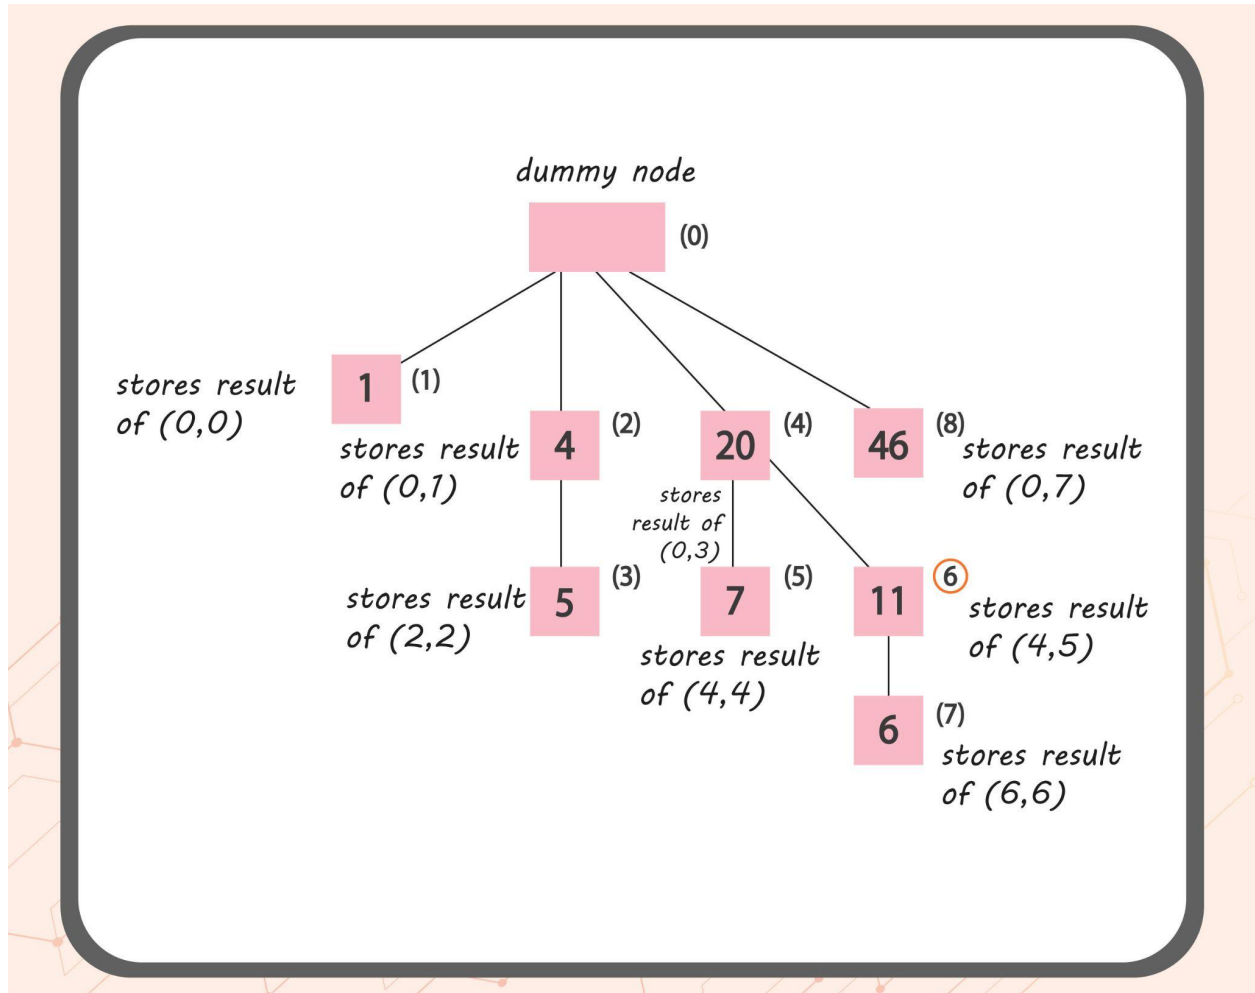 dummy node
(0)
1
(1)
stores result
of (0,0)
4
(2)
stores result
of (0,1)
20
(4)
stores
result of
(0,3)
46
(8)
stores result
of (0,7)
5
(3)
stores result
of (2,2)
7
(5)
stores result
of (4,4)
11
6
stores result
of (4,5)
6
(7)
stores result
of (6,6)